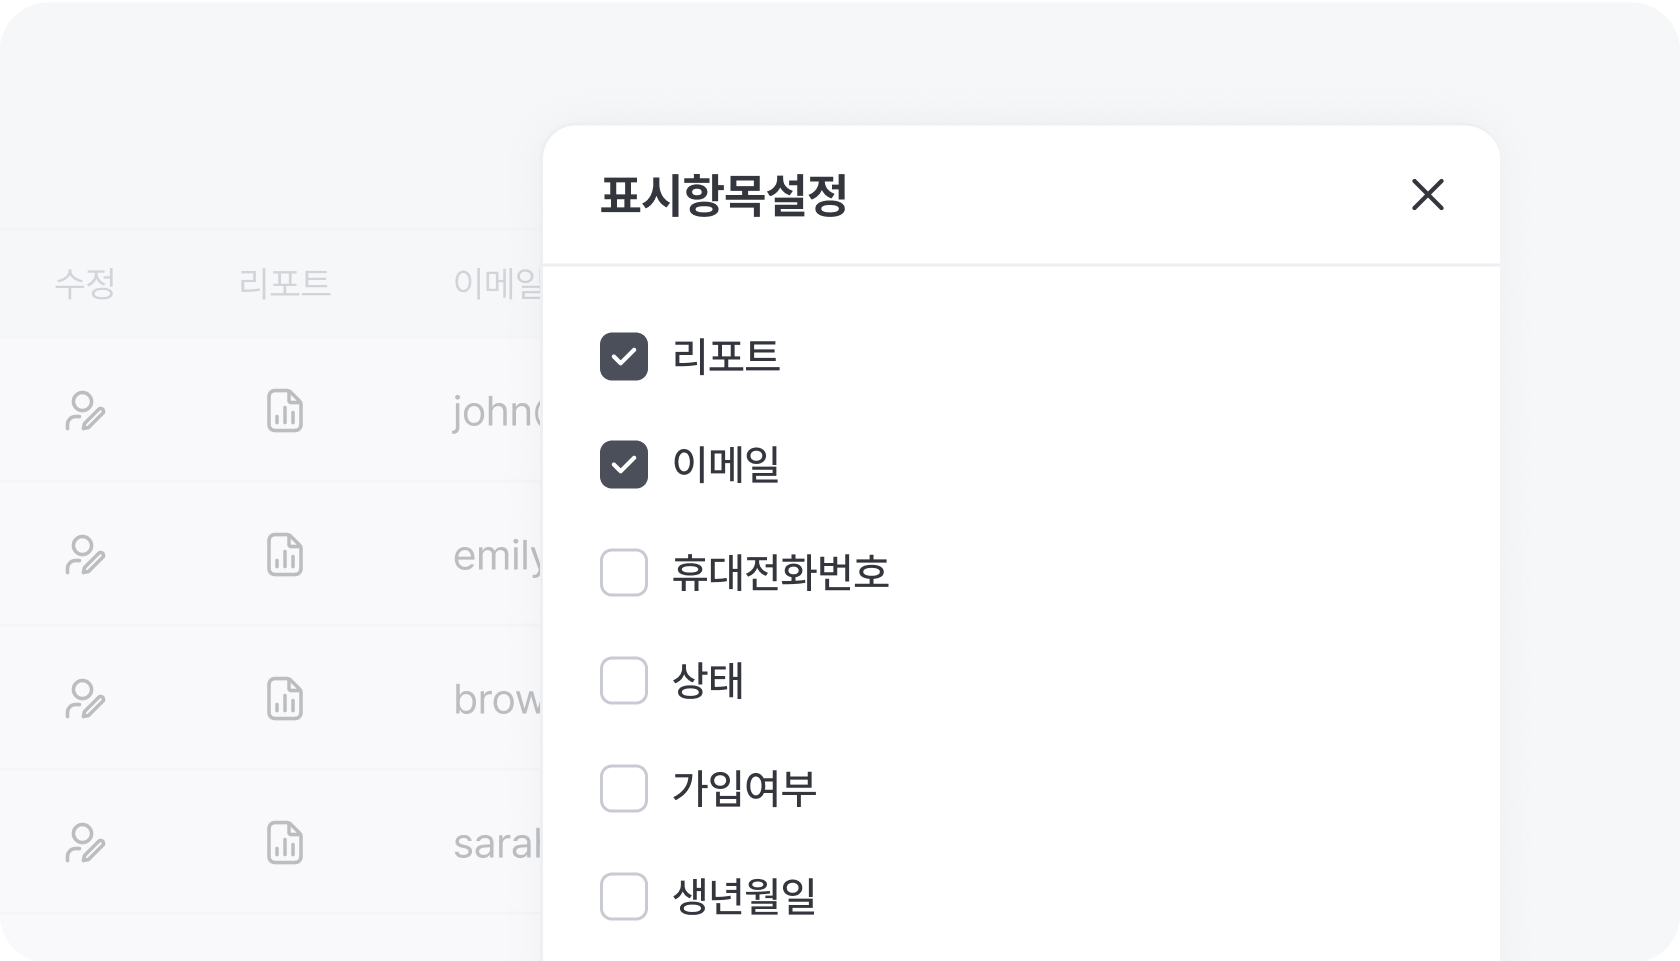 표시항목설정
수정 리포트 이메일
리포트
이메일
휴대전화번호
상태
가입여부
생년월일
john
emily
brow
sara